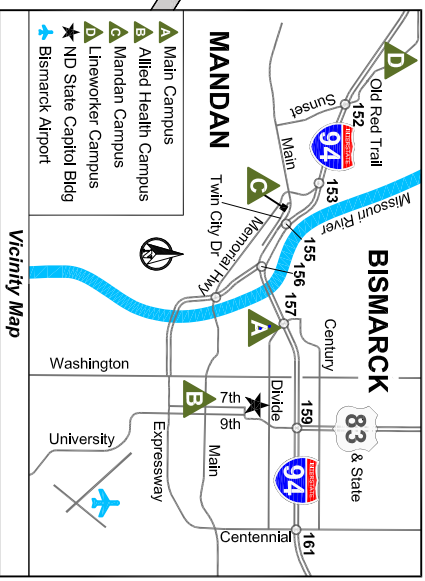 MANDAN
BISMARCK
D
Old Red Trail
Sunset
152
INTERSTATE
94
Main
153
C
Twin City Dr
Memorial Hwy
155
156
Missouri River
157
A
Century
Divide
159
83
& State
INTERSTATE
94
161
Centennial
Washington
B
7th
9th
University
Expressway
Main
A Main Campus
B Allied Health Campus
C Mandan Campus
D Lineworker Campus
ND State Capitol Bldg
Bismarck Airport
Vicinity Map